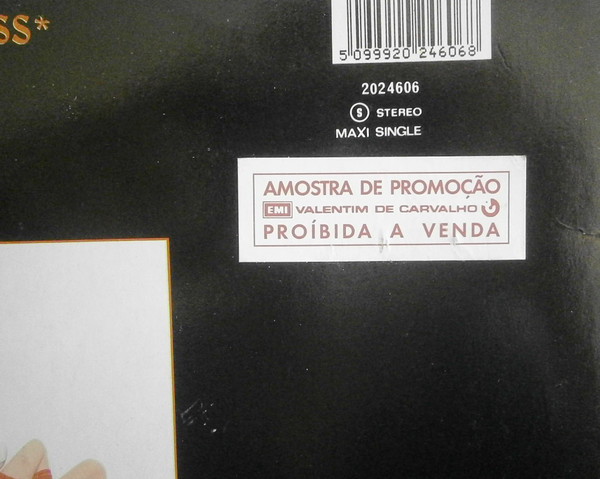 SS*
5 099920 246068
2024606
S STEREO
MAXI SINGLE
AMOSTRA DE PROMOÇÃO
EMI VALENTIM DE CARVALHO
PROÍBIDA A VENDA